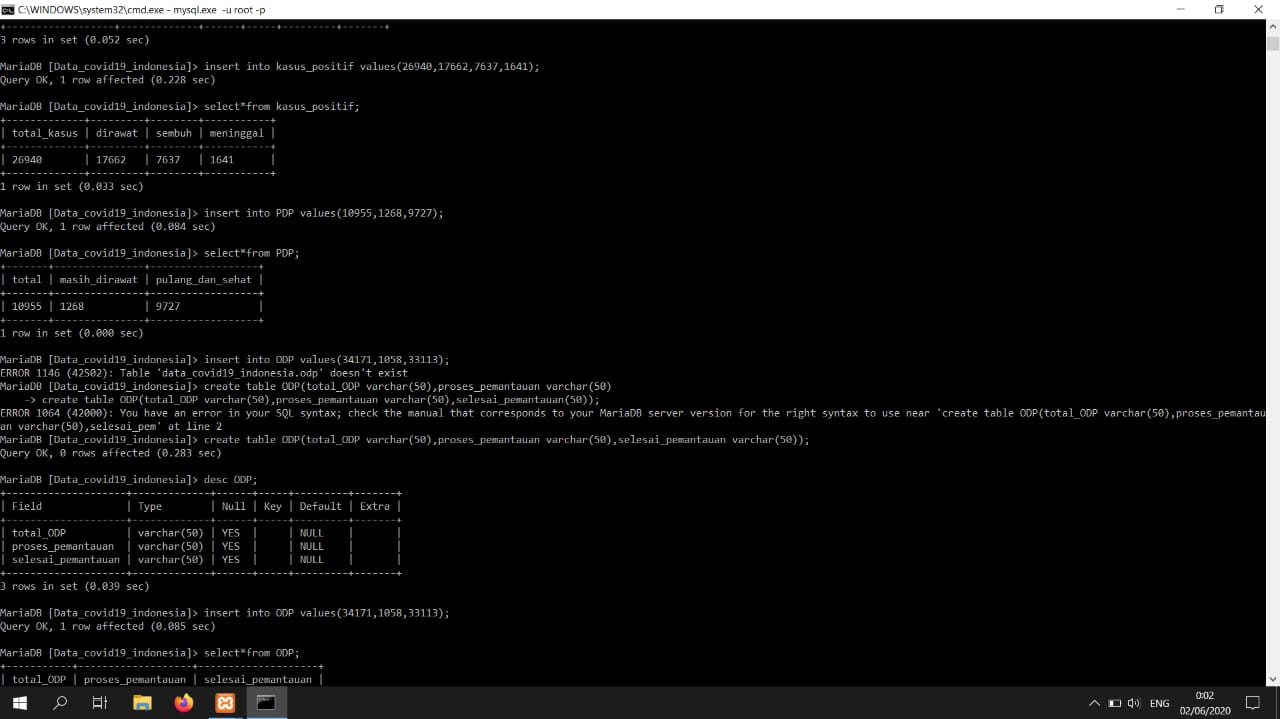 C:\WINDOWS\system32\cmd.exe - mysql.exe  -u root -p
+--------------------+-------------+------+-----+---------+-------+
3 rows in set (0.052 sec)
MariaDB [Data_covid19_indonesia]> insert into kasus_positif values(26940,17662,7637,1641);
Query OK, 1 row affected (0.228 sec)
MariaDB [Data_covid19_indonesia]> select*from kasus_positif;
+-------------+---------+--------+-----------+
| total_kasus | dirawat | sembuh | meninggal |
+-------------+---------+--------+-----------+
| 26940       | 17662   | 7637   | 1641      |
+-------------+---------+--------+-----------+
1 row in set (0.033 sec)
MariaDB [Data_covid19_indonesia]> insert into PDP values(10955,1268,9727);
Query OK, 1 row affected (0.084 sec)
MariaDB [Data_covid19_indonesia]> select*from PDP;
+-------+---------------+------------------+
| total | masih_dirawat | pulang_dan_sehat |
+-------+---------------+------------------+
| 10955 | 1268          | 9727             |
+-------+---------------+------------------+
1 row in set (0.000 sec)
MariaDB [Data_covid19_indonesia]> insert into ODP values(34171,1058,33113);
ERROR 1146 (42S02): Table 'data_covid19_indonesia.odp' doesn't exist
MariaDB [Data_covid19_indonesia]> create table ODP(total_ODP varchar(50),proses_pemantauan varchar(50)
    -> create table ODP(total_ODP varchar(50),proses_pemantauan varchar(50),selesai_pemantauan varchar(50));
ERROR 1064 (42000): You have an error in your SQL syntax; check the manual that corresponds to your MariaDB server version for the right syntax to use near 'create table ODP(total_ODP varchar(50),proses_pemantau
an varchar(50),selesai_pem' at line 2
MariaDB [Data_covid19_indonesia]> create table ODP(total_ODP varchar(50),proses_pemantauan varchar(50),selesai_pemantauan varchar(50));
Query OK, 0 rows affected (0.283 sec)
MariaDB [Data_covid19_indonesia]> desc ODP;
+--------------------+-------------+------+-----+---------+-------+
| Field              | Type        | Null | Key | Default | Extra |
+--------------------+-------------+------+-----+---------+-------+
| total_ODP          | varchar(50) | YES  |     | NULL    |       |
| proses_pemantauan  | varchar(50) | YES  |     | NULL    |       |
| selesai_pemantauan | varchar(50) | YES  |     | NULL    |       |
+--------------------+-------------+------+-----+---------+-------+
3 rows in set (0.039 sec)
MariaDB [Data_covid19_indonesia]> insert into ODP values(34171,1058,33113);
Query OK, 1 row affected (0.085 sec)
MariaDB [Data_covid19_indonesia]> select*from ODP;
+-----------+-------------------+--------------------+
| total_ODP | proses_pemantauan | selesai_pemantauan |
ENG
0:02
02/06/2020